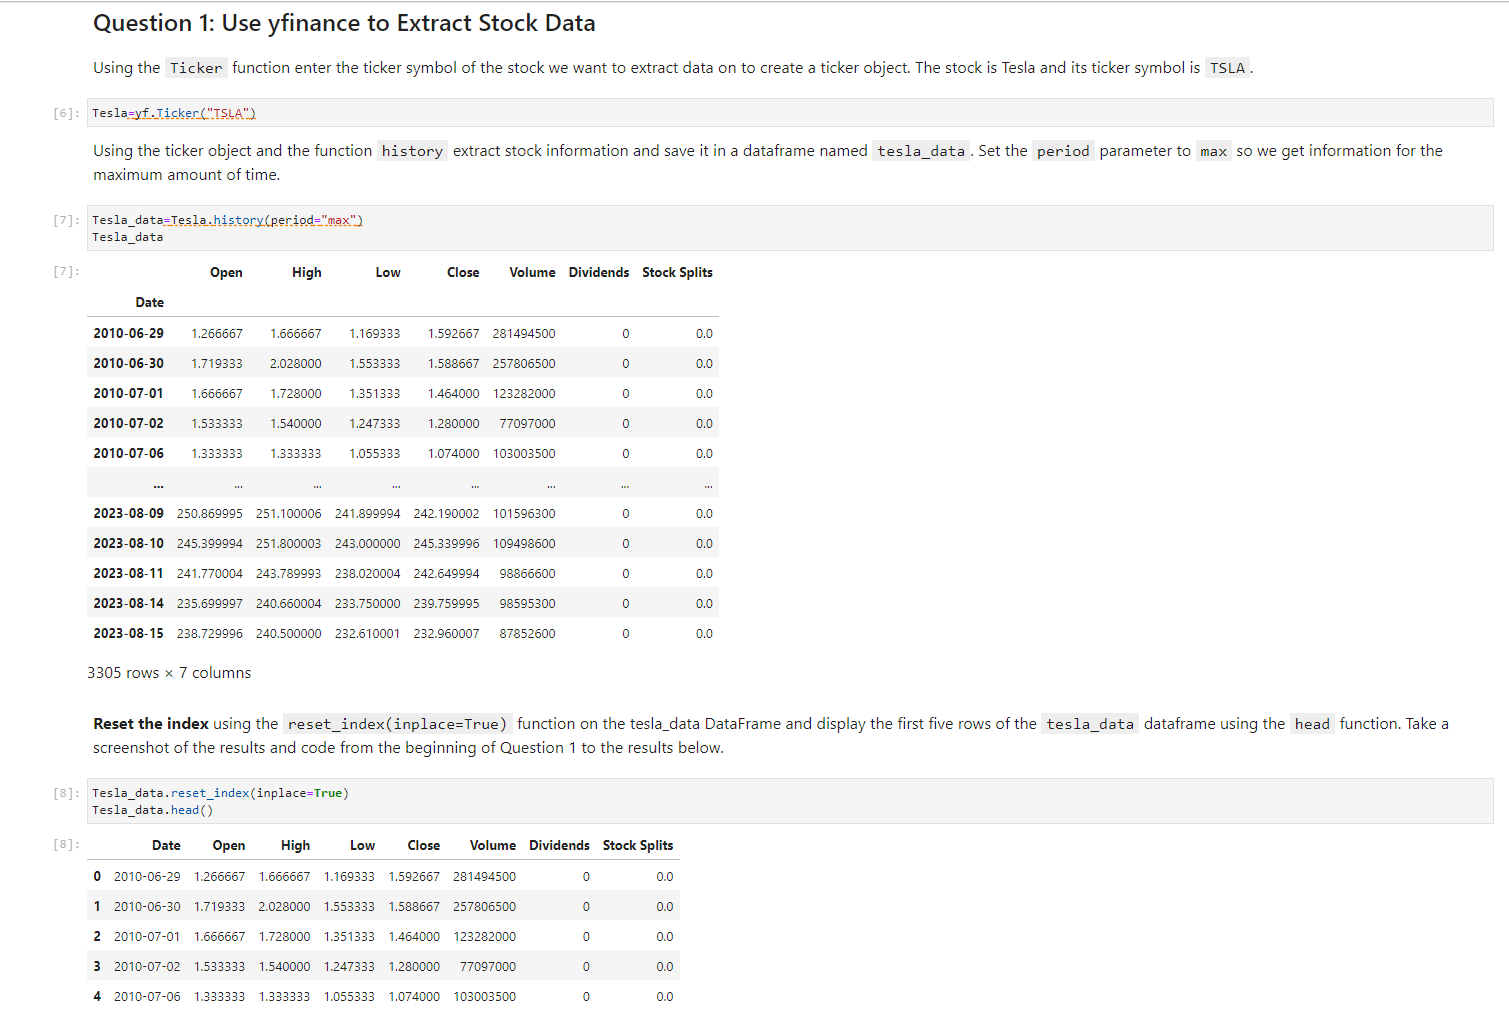 Question 1: Use yfinance to Extract Stock Data
Using the Ticker function enter the ticker symbol of the stock we want to extract data on to create a ticker object. The stock is Tesla and its ticker symbol is TSLA.
[6]: Tesla=yf.Ticker("TSLA")
Using the ticker object and the function history extract stock information and save it in a dataframe named tesla_data. Set the period parameter to max so we get information for the
maximum amount of time.
[7]: Tesla_data=Tesla.history(period="max")
Tesla_data
[7]: Open High Low Close Volume Dividends Stock Splits
Date
2010-06-29 1.266667 1.666667 1.169333 1.592667 281494500 0 0.0
2010-06-30 1.719333 2.028000 1.553333 1.588667 257806500 0 0.0
2010-07-01 1.666667 1.728000 1.351333 1.464000 123282000 0 0.0
2010-07-02 1.533333 1.540000 1.247333 1.280000 77097000 0 0.0
2010-07-06 1.333333 1.333333 1.055333 1.074000 103003500 0 0.0
... ... ... ... ... ... ... ...
2023-08-09 250.869995 251.100006 241.899994 242.190002 101596300 0 0.0
2023-08-10 245.399994 251.800003 243.000000 245.339996 109498600 0 0.0
2023-08-11 241.770004 243.789993 238.020004 242.649994 98866600 0 0.0
2023-08-14 235.699997 240.660004 233.750000 239.759995 98595300 0 0.0
2023-08-15 238.729996 240.500000 232.610001 232.960007 87852600 0 0.0
3305 rows × 7 columns
Reset the index using the reset_index(inplace=True) function on the tesla_data DataFrame and display the first five rows of the tesla_data dataframe using the head function. Take a
screenshot of the results and code from the beginning of Question 1 to the results below.
[8]: Tesla_data.reset_index(inplace=True)
Tesla_data.head()
[8]: Date Open High Low Close Volume Dividends Stock Splits
0 2010-06-29 1.266667 1.666667 1.169333 1.592667 281494500 0 0.0
1 2010-06-30 1.719333 2.028000 1.553333 1.588667 257806500 0 0.0
2 2010-07-01 1.666667 1.728000 1.351333 1.464000 123282000 0 0.0
3 2010-07-02 1.533333 1.540000 1.247333 1.280000 77097000 0 0.0
4 2010-07-06 1.333333 1.333333 1.055333 1.074000 103003500 0 0.0